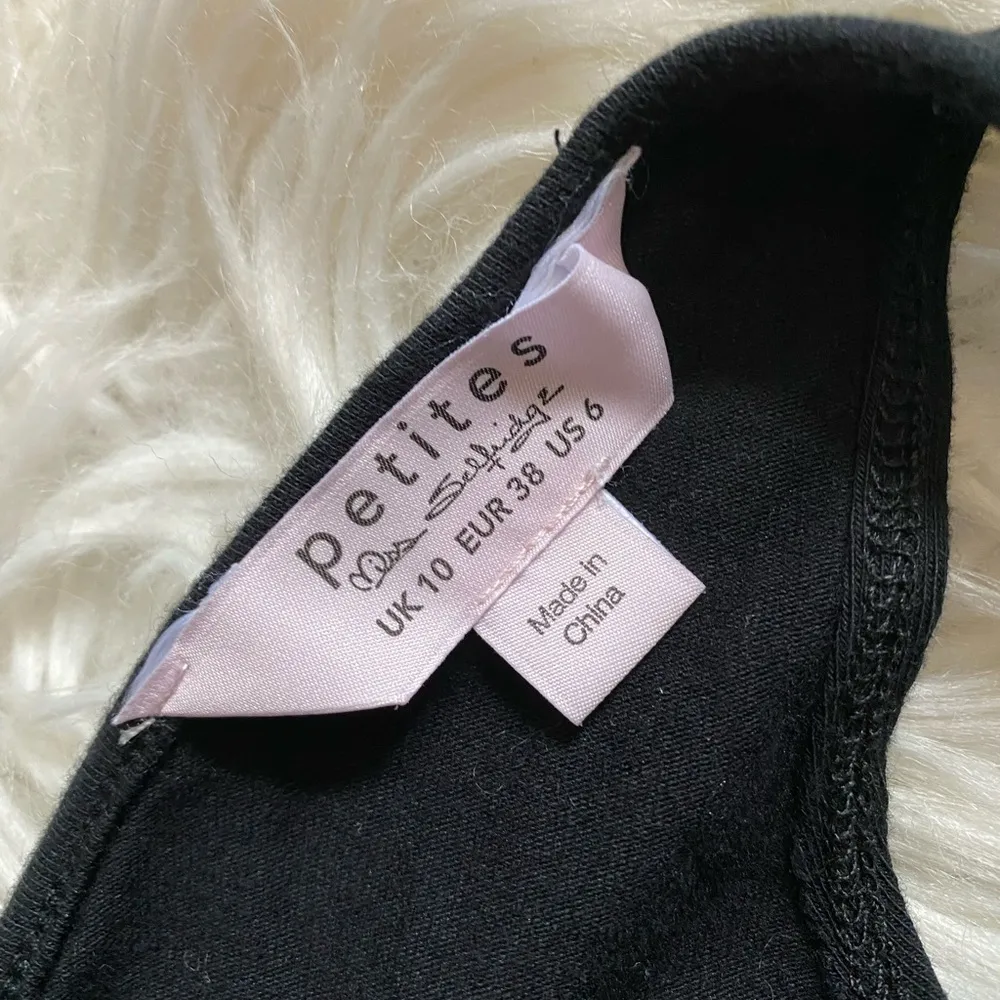 petites
Miss Selfridge
UK 10 EUR 38 US 6
Made in
China